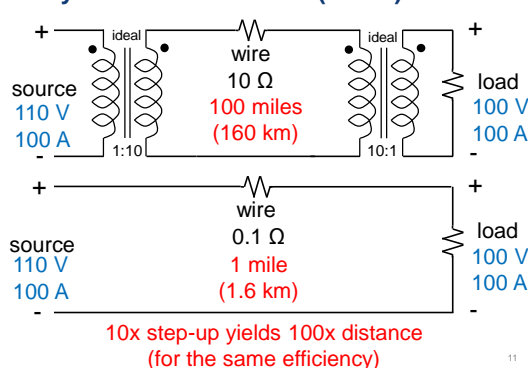 +
ideal
ideal
+
wire
10 Ω
source
110 V
100 A
100 miles
(160 km)
load
100 V
100 A
-
1:10
10:1
-
+
+
wire
0.1 Ω
source
110 V
100 A
1 mile
(1.6 km)
load
100 V
100 A
-
-
10x step-up yields 100x distance
(for the same efficiency)
11